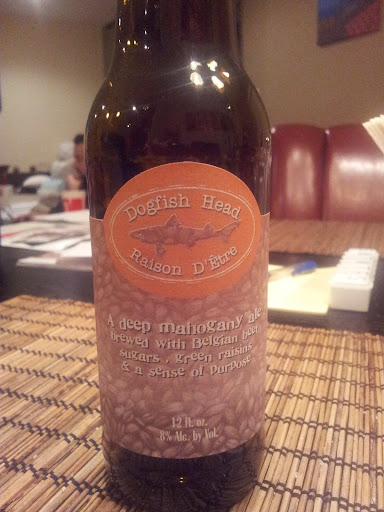 Dogfish Head
Raison D'Être
A deep mahogany ale
brewed with Belgian beet
sugars, green raisins
& a sense of purpose
12 fl. oz.
8% Alc. by Vol.